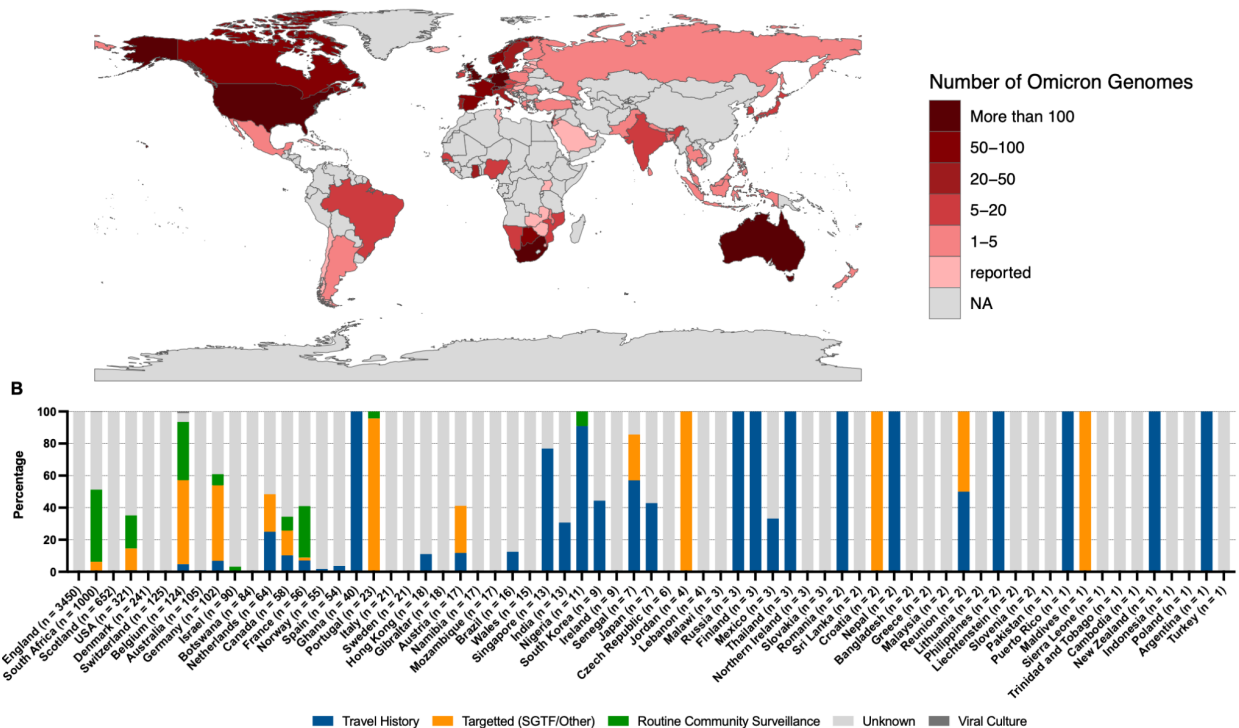 Number of Omicron Genomes
More than 100
50−100
20−50
5−20
1−5
reported
NA
B
Percentage
100
80
60
40
20
0
England (n = 3450)
South Africa (n = 1000)
Scotland (n = 652)
USA (n = 321)
Denmark (n = 241)
Switzerland (n = 125)
Belgium (n = 124)
Australia (n = 105)
Germany (n = 102)
Israel (n = 90)
Botswana (n = 84)
Netherlands (n = 64)
Canada (n = 58)
France (n = 56)
Norway (n = 55)
Spain (n = 54)
Ghana (n = 40)
Portugal (n = 23)
Sweden (n = 21)
Italy (n = 21)
Hong Kong (n = 18)
Gibraltar (n = 18)
Austria (n = 17)
Namibia (n = 17)
Mozambique (n = 17)
Brazil (n = 16)
Wales (n = 15)
Singapore (n = 13)
India (n = 13)
Nigeria (n = 11)
South Korea (n = 9)
Ireland (n = 9)
Senegal (n = 7)
Japan (n = 7)
Czech Republic (n = 6)
Jordan (n = 4)
Lebanon (n = 4)
Malawi (n = 3)
Finland (n = 3)
Russia (n = 3)
Mexico (n = 3)
Thailand (n = 3)
Northern Ireland (n = 3)
Slovakia (n = 3)
Romania (n = 3)
Sri Lanka (n = 2)
Croatia (n = 2)
Nepal (n = 2)
Bangladesh (n = 2)
Greece (n = 2)
Malaysia (n = 2)
Reunion (n = 2)
Lithuania (n = 2)
Philippines (n = 2)
Liechtenstein (n = 2)
Slovenia (n = 2)
Pakistan (n = 1)
Puerto Rico (n = 1)
Maldives (n = 1)
Sierra Leone (n = 1)
Trinidad and Tobago (n = 1)
Cambodia (n = 1)
New Zealand (n = 1)
Indonesia (n = 1)
Poland (n = 1)
Argentina (n = 1)
Turkey (n = 1)
Travel History
Targetted (SGTF/Other)
Routine Community Surveillance
Unknown
Viral Culture